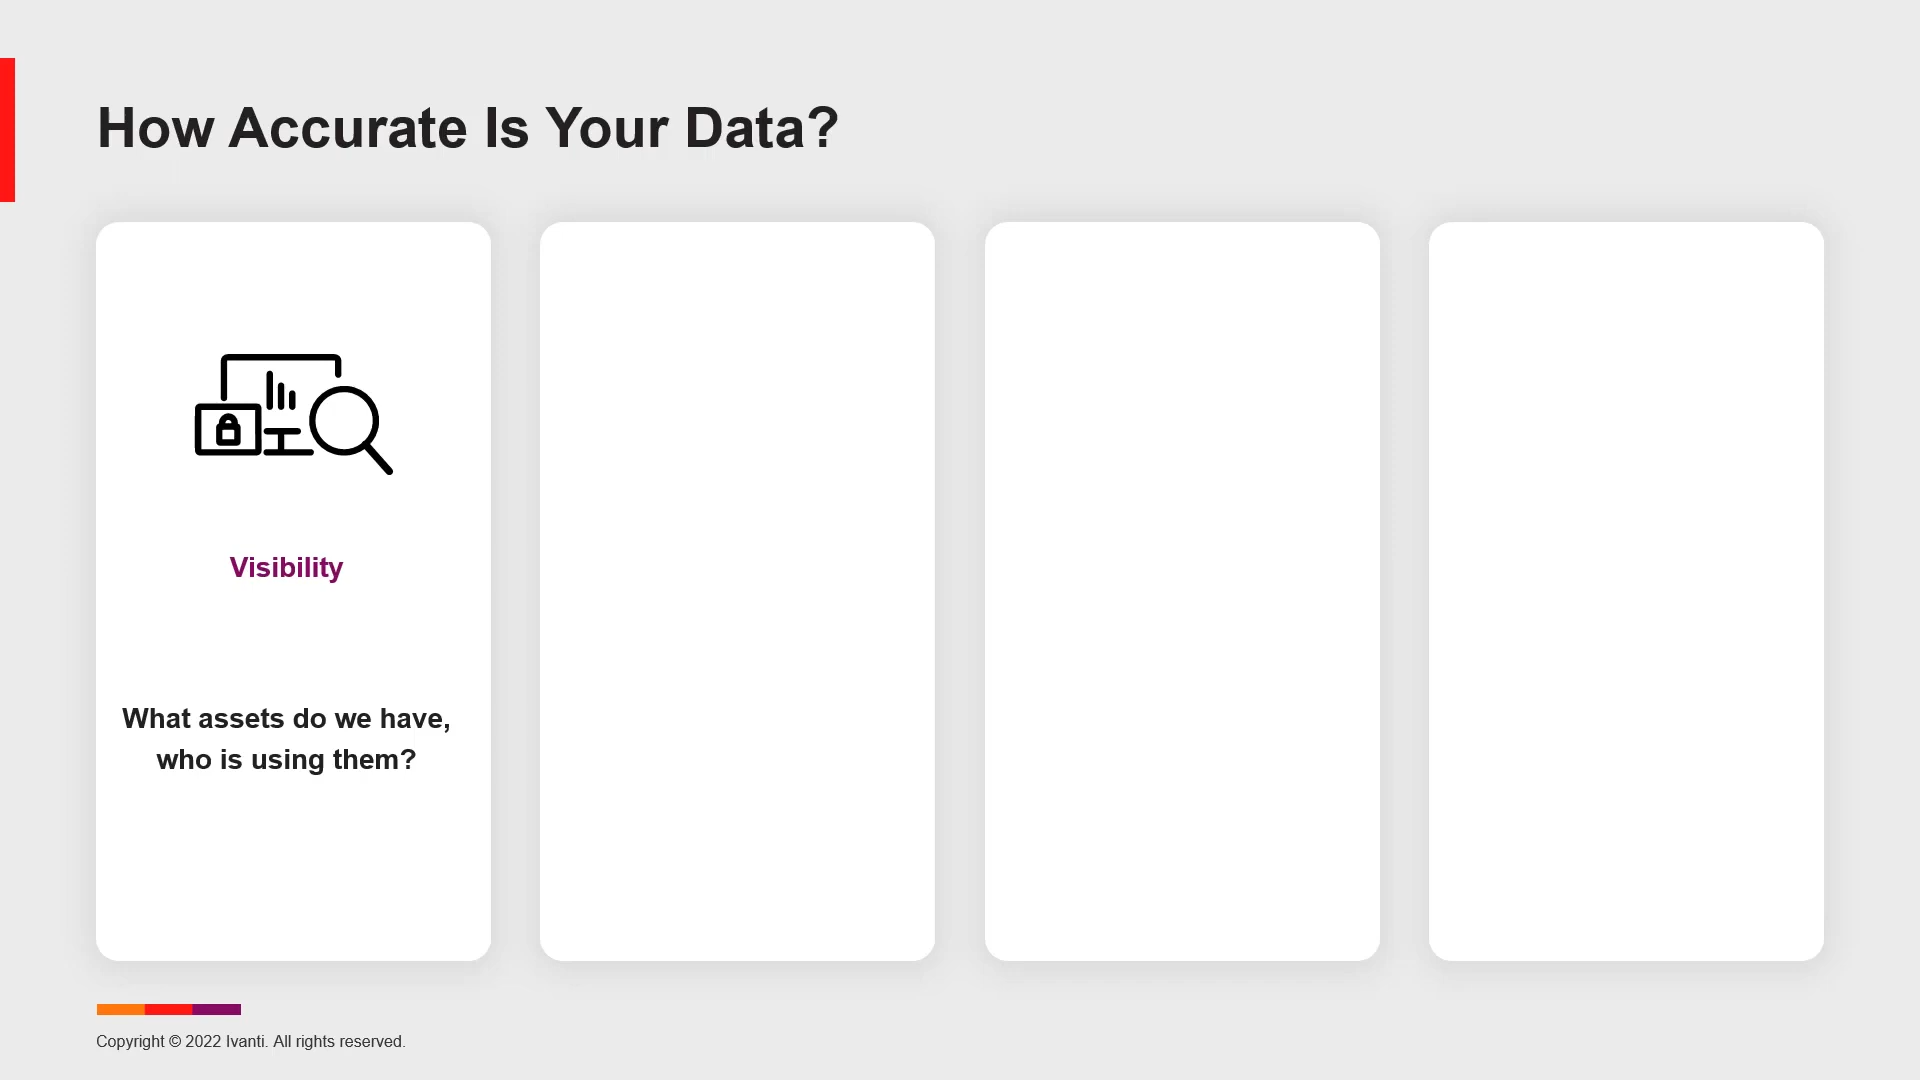 How Accurate Is Your Data?
Visibility
What assets do we have,
who is using them?
Copyright © 2022 Ivanti. All rights reserved.